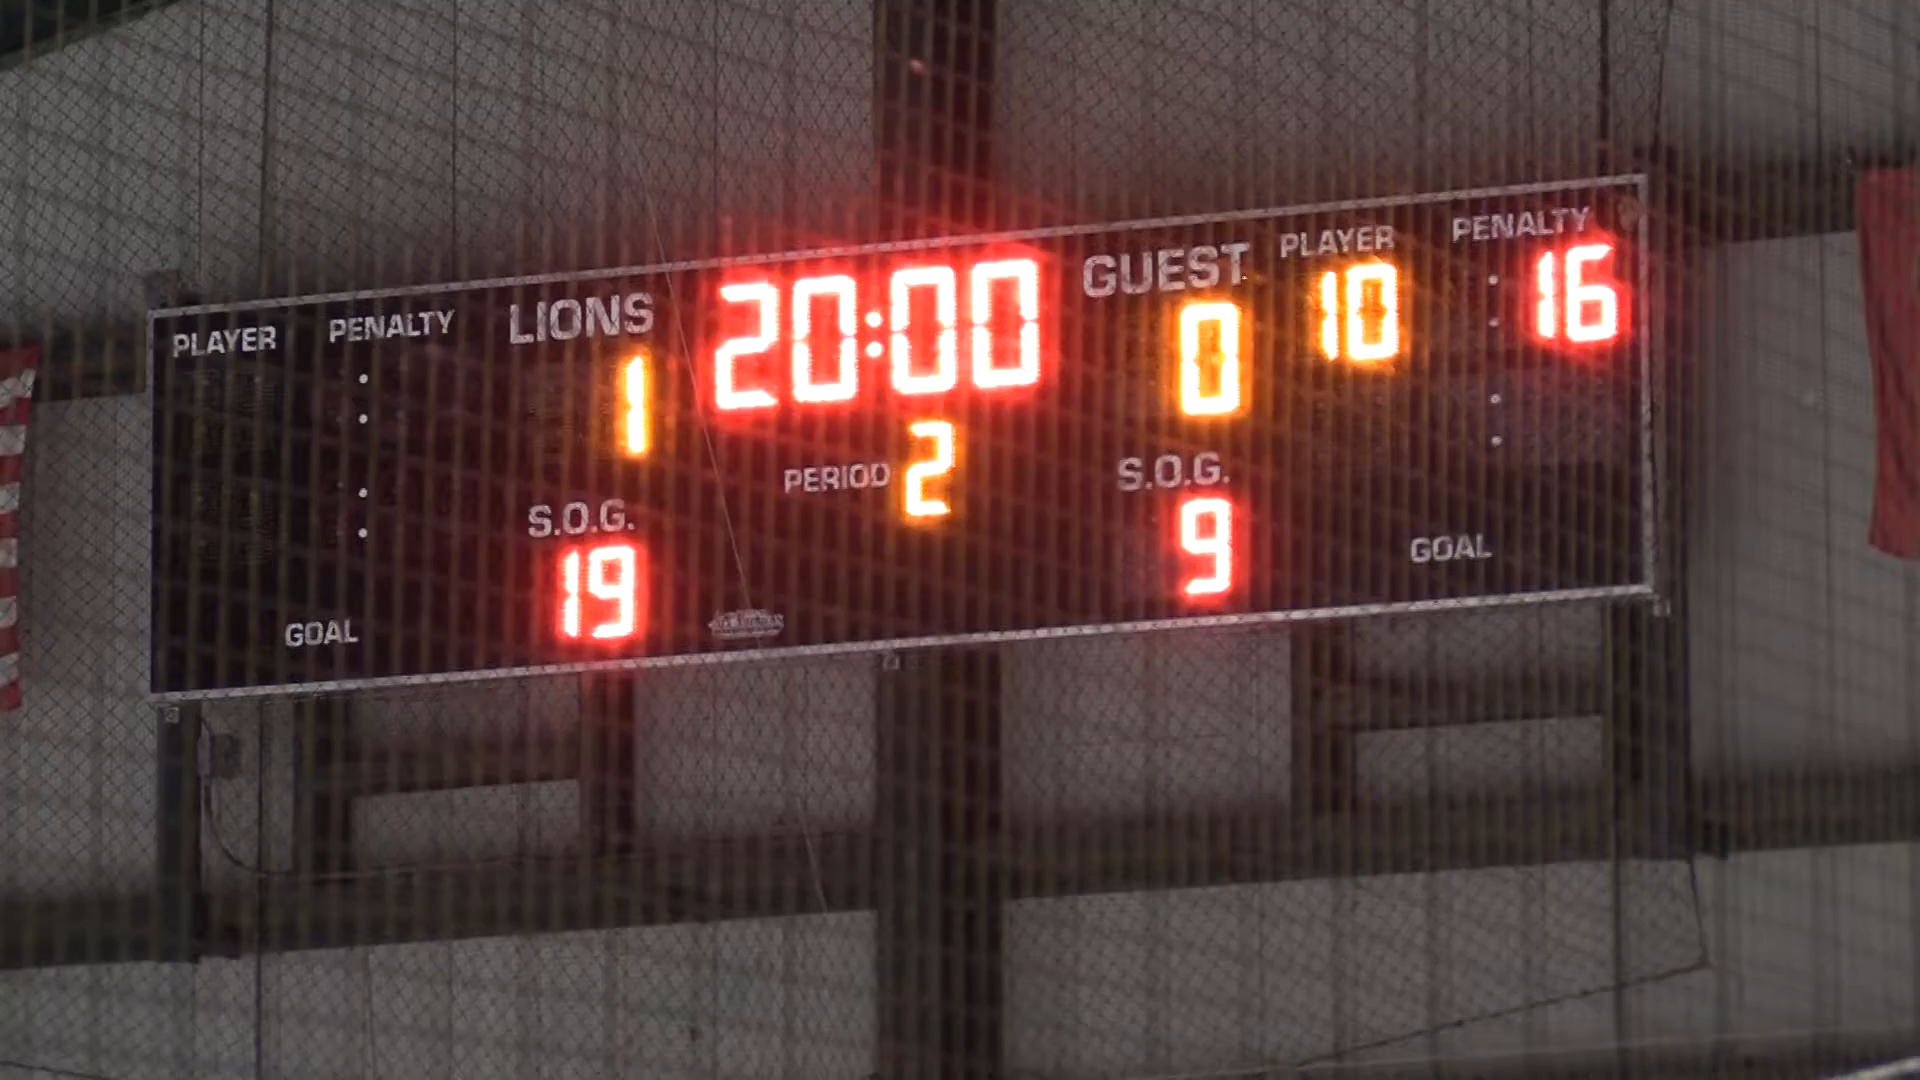 PLAYER PENALTY LIONS 20:00 GUEST PLAYER PENALTY
1 0 10 : 16
PERIOD 2
S.O.G. S.O.G.
19 9
GOAL GOAL